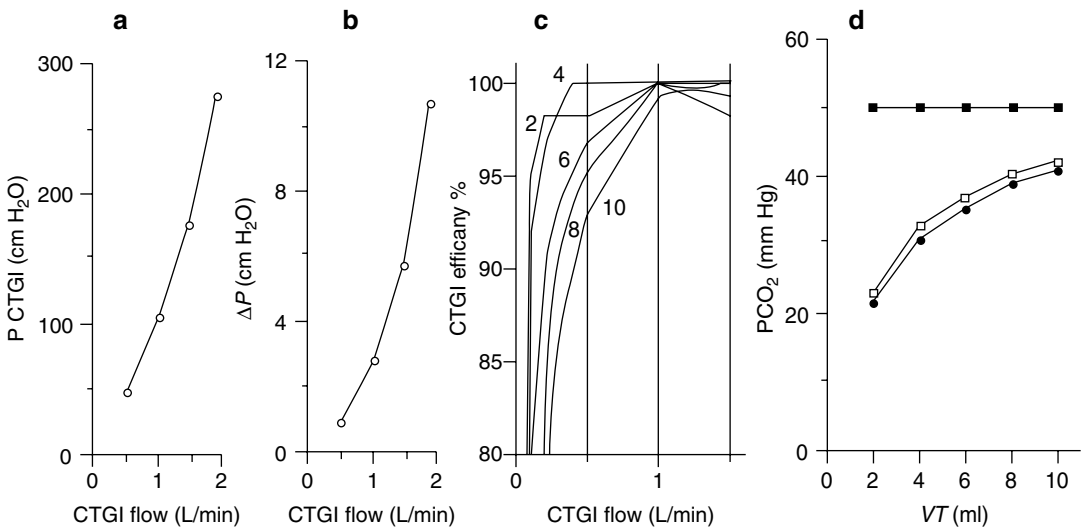 a
300
200
100
0
P CTGI (cm H₂O)
0 1 2
CTGI flow (L/min)
b
12
8
4
0
ΔP (cm H₂O)
0 1 2
CTGI flow (L/min)
c
100
95
90
85
80
CTGI efficany %
4
2
6
8
10
0 1
CTGI flow (L/min)
d
60
40
20
0
PCO₂ (mm Hg)
0 2 4 6 8 10
VT (ml)